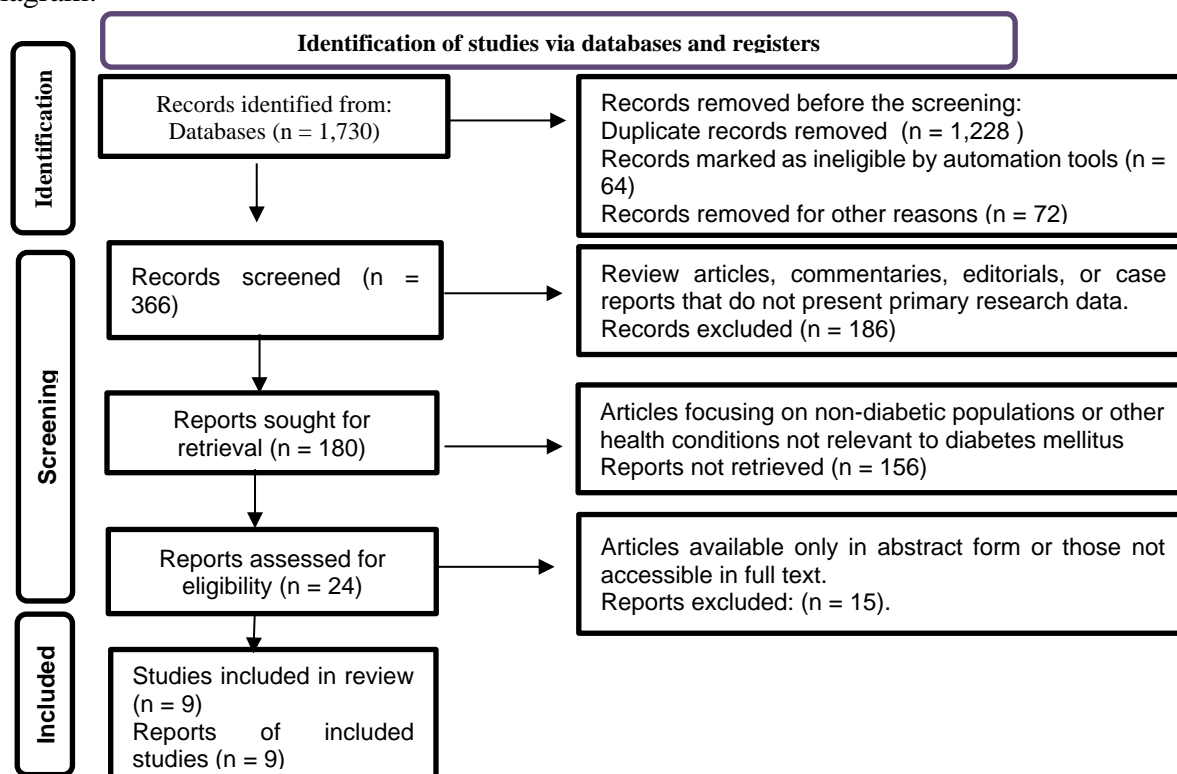 iagram.
Identification of studies via databases and registers
Identification
Records identified from:
Databases (n = 1,730)
Records removed before the screening:
Duplicate records removed  (n = 1,228 )
Records marked as ineligible by automation tools (n =
64)
Records removed for other reasons (n = 72)
Screening
Records screened (n =
366)
Review articles, commentaries, editorials, or case
reports that do not present primary research data.
Records excluded (n = 186)
Reports sought for
retrieval (n = 180)
Articles focusing on non-diabetic populations or other
health conditions not relevant to diabetes mellitus
Reports not retrieved (n = 156)
Reports assessed for
eligibility (n = 24)
Articles available only in abstract form or those not
accessible in full text.
Reports excluded: (n = 15).
Included
Studies included in review
(n = 9)
Reports of included
studies (n = 9)